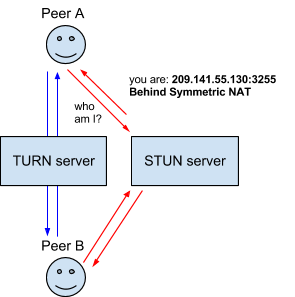 Peer A
you are: 209.141.55.130:3255
Behind Symmetric NAT
who
am I?
TURN server
STUN server
Peer B